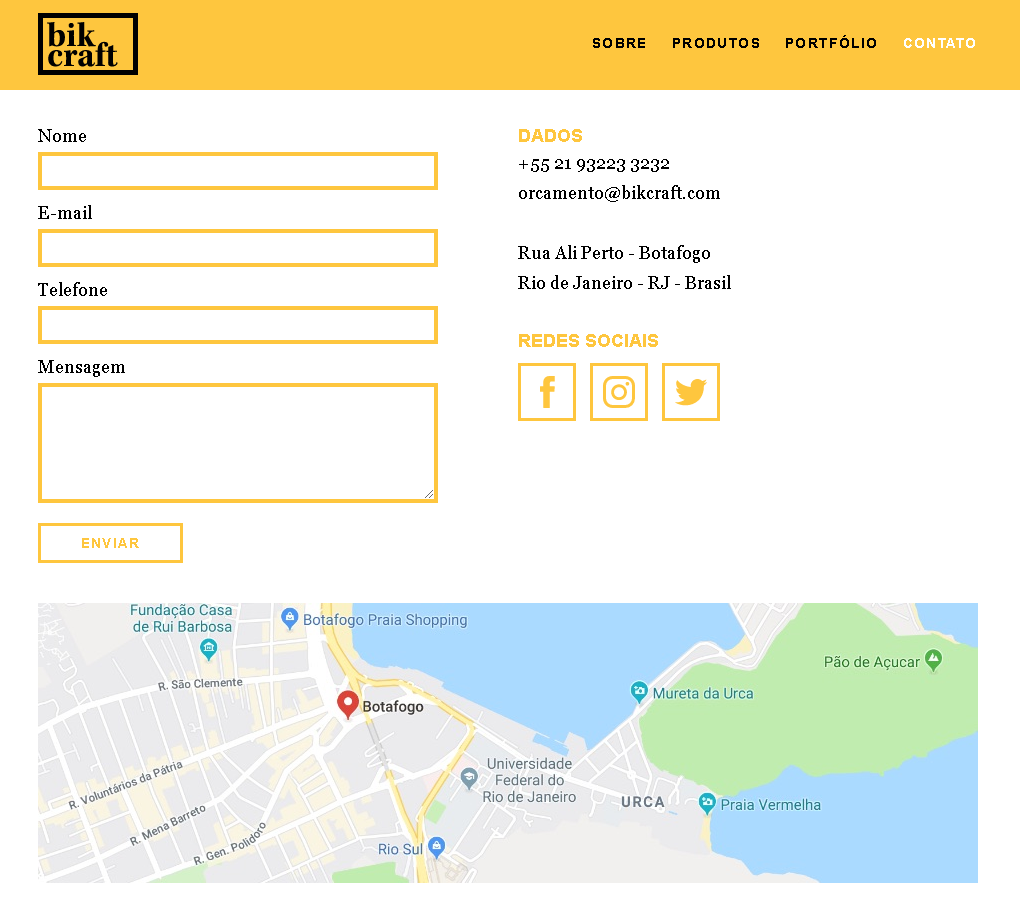 bik
craft
SOBRE PRODUTOS PORTFÓLIO CONTATO
Nome
E-mail
Telefone
Mensagem
ENVIAR
DADOS
+55 21 93223 3232
orcamento@bikcraft.com
Rua Ali Perto - Botafogo
Rio de Janeiro - RJ - Brasil
REDES SOCIAIS
Fundação Casa
de Rui Barbosa
Botafogo Praia Shopping
R. São Clemente
Botafogo
Pão de Açucar
Mureta da Urca
R. Voluntários da Pátria
Universidade
Federal do
Rio de Janeiro
URCA
Praia Vermelha
R. Mena Barreto
R. Gen. Polidoro
Rio Sul